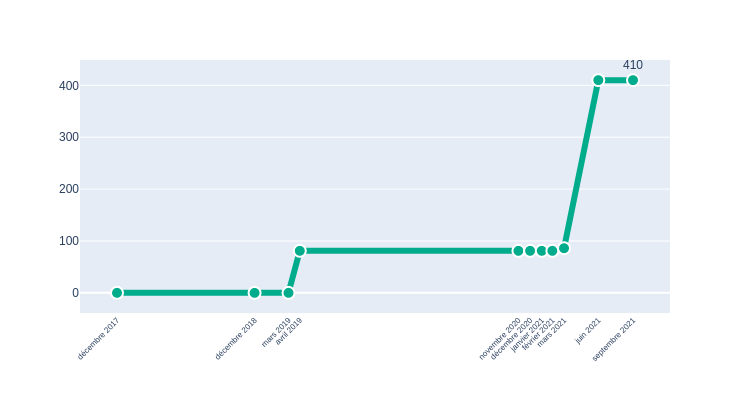 410
400
300
200
100
0
décembre 2017
décembre 2018
mars 2019
avril 2019
novembre 2020
décembre 2020
janvier 2021
février 2021
mars 2021
juin 2021
septembre 2021